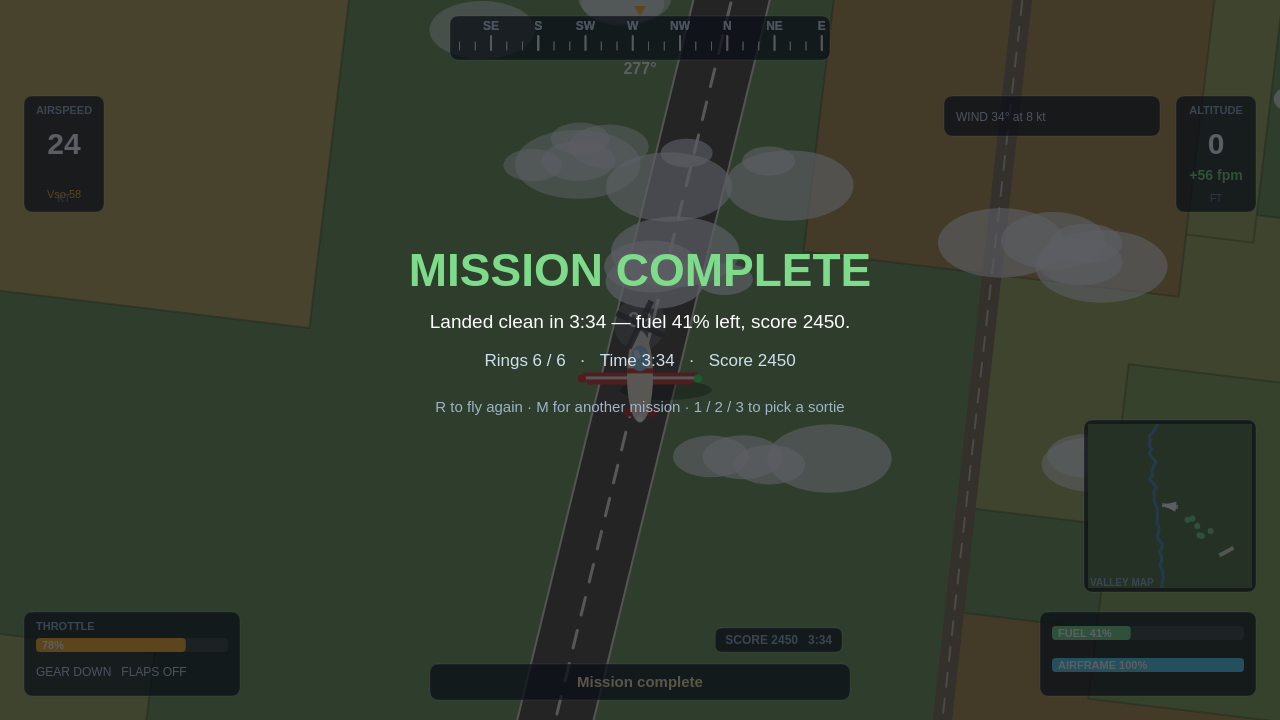 SE S SW W NW N NE E
277°
AIRSPEED
24
Vso 58
KT
WIND 34° at 8 kt
ALTITUDE
0
+56 fpm
FT
MISSION COMPLETE
Landed clean in 3:34 — fuel 41% left, score 2450.
Rings 6 / 6 · Time 3:34 · Score 2450
R to fly again · M for another mission · 1 / 2 / 3 to pick a sortie
VALLEY MAP
THROTTLE
78%
GEAR DOWN FLAPS OFF
SCORE 2450 3:34
Mission complete
FUEL 41%
AIRFRAME 100%